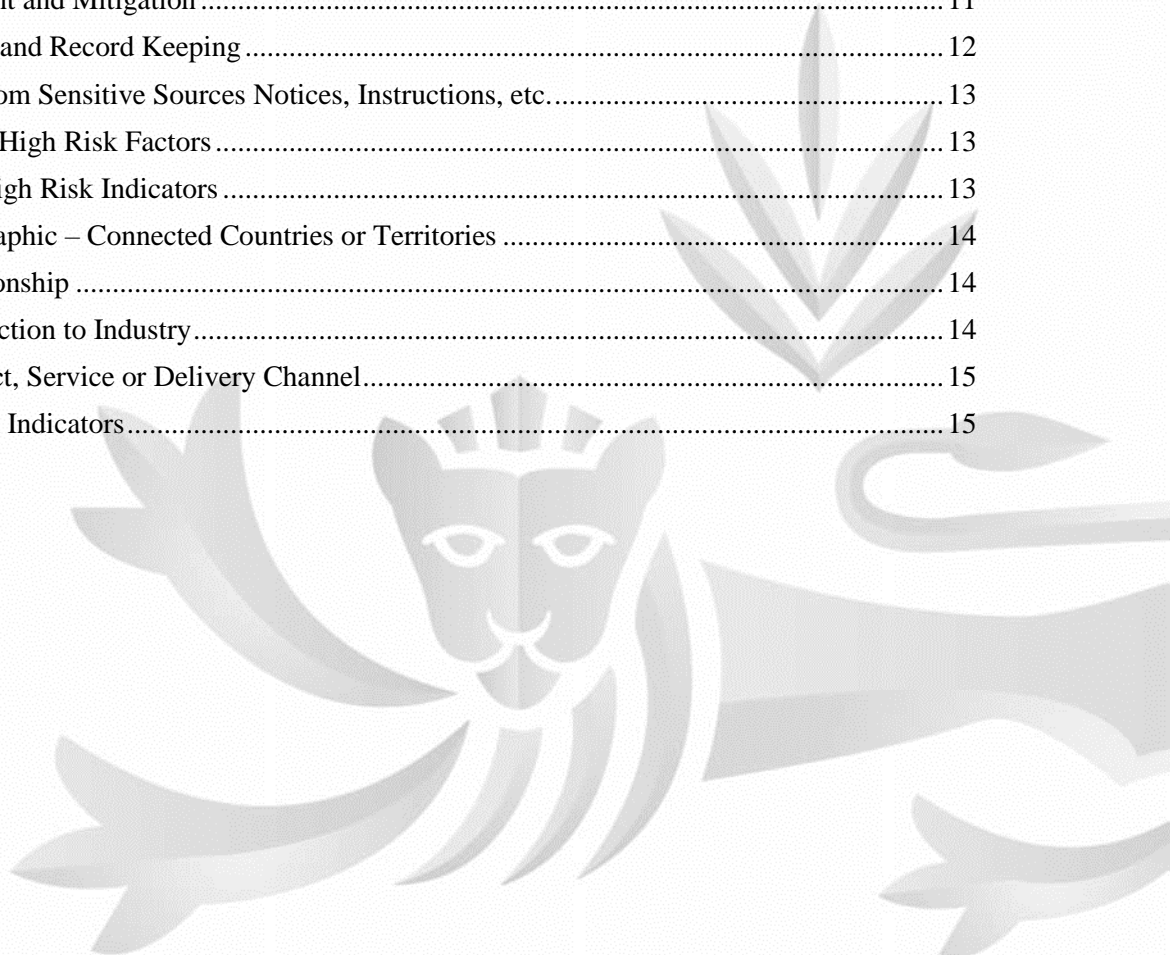 nt and Mitigation 11
and Record Keeping 12
om Sensitive Sources Notices, Instructions, etc. 13
High Risk Factors 13
igh Risk Indicators 13
aphic – Connected Countries or Territories 14
onship 14
ction to Industry 14
ct, Service or Delivery Channel 15
Indicators 15